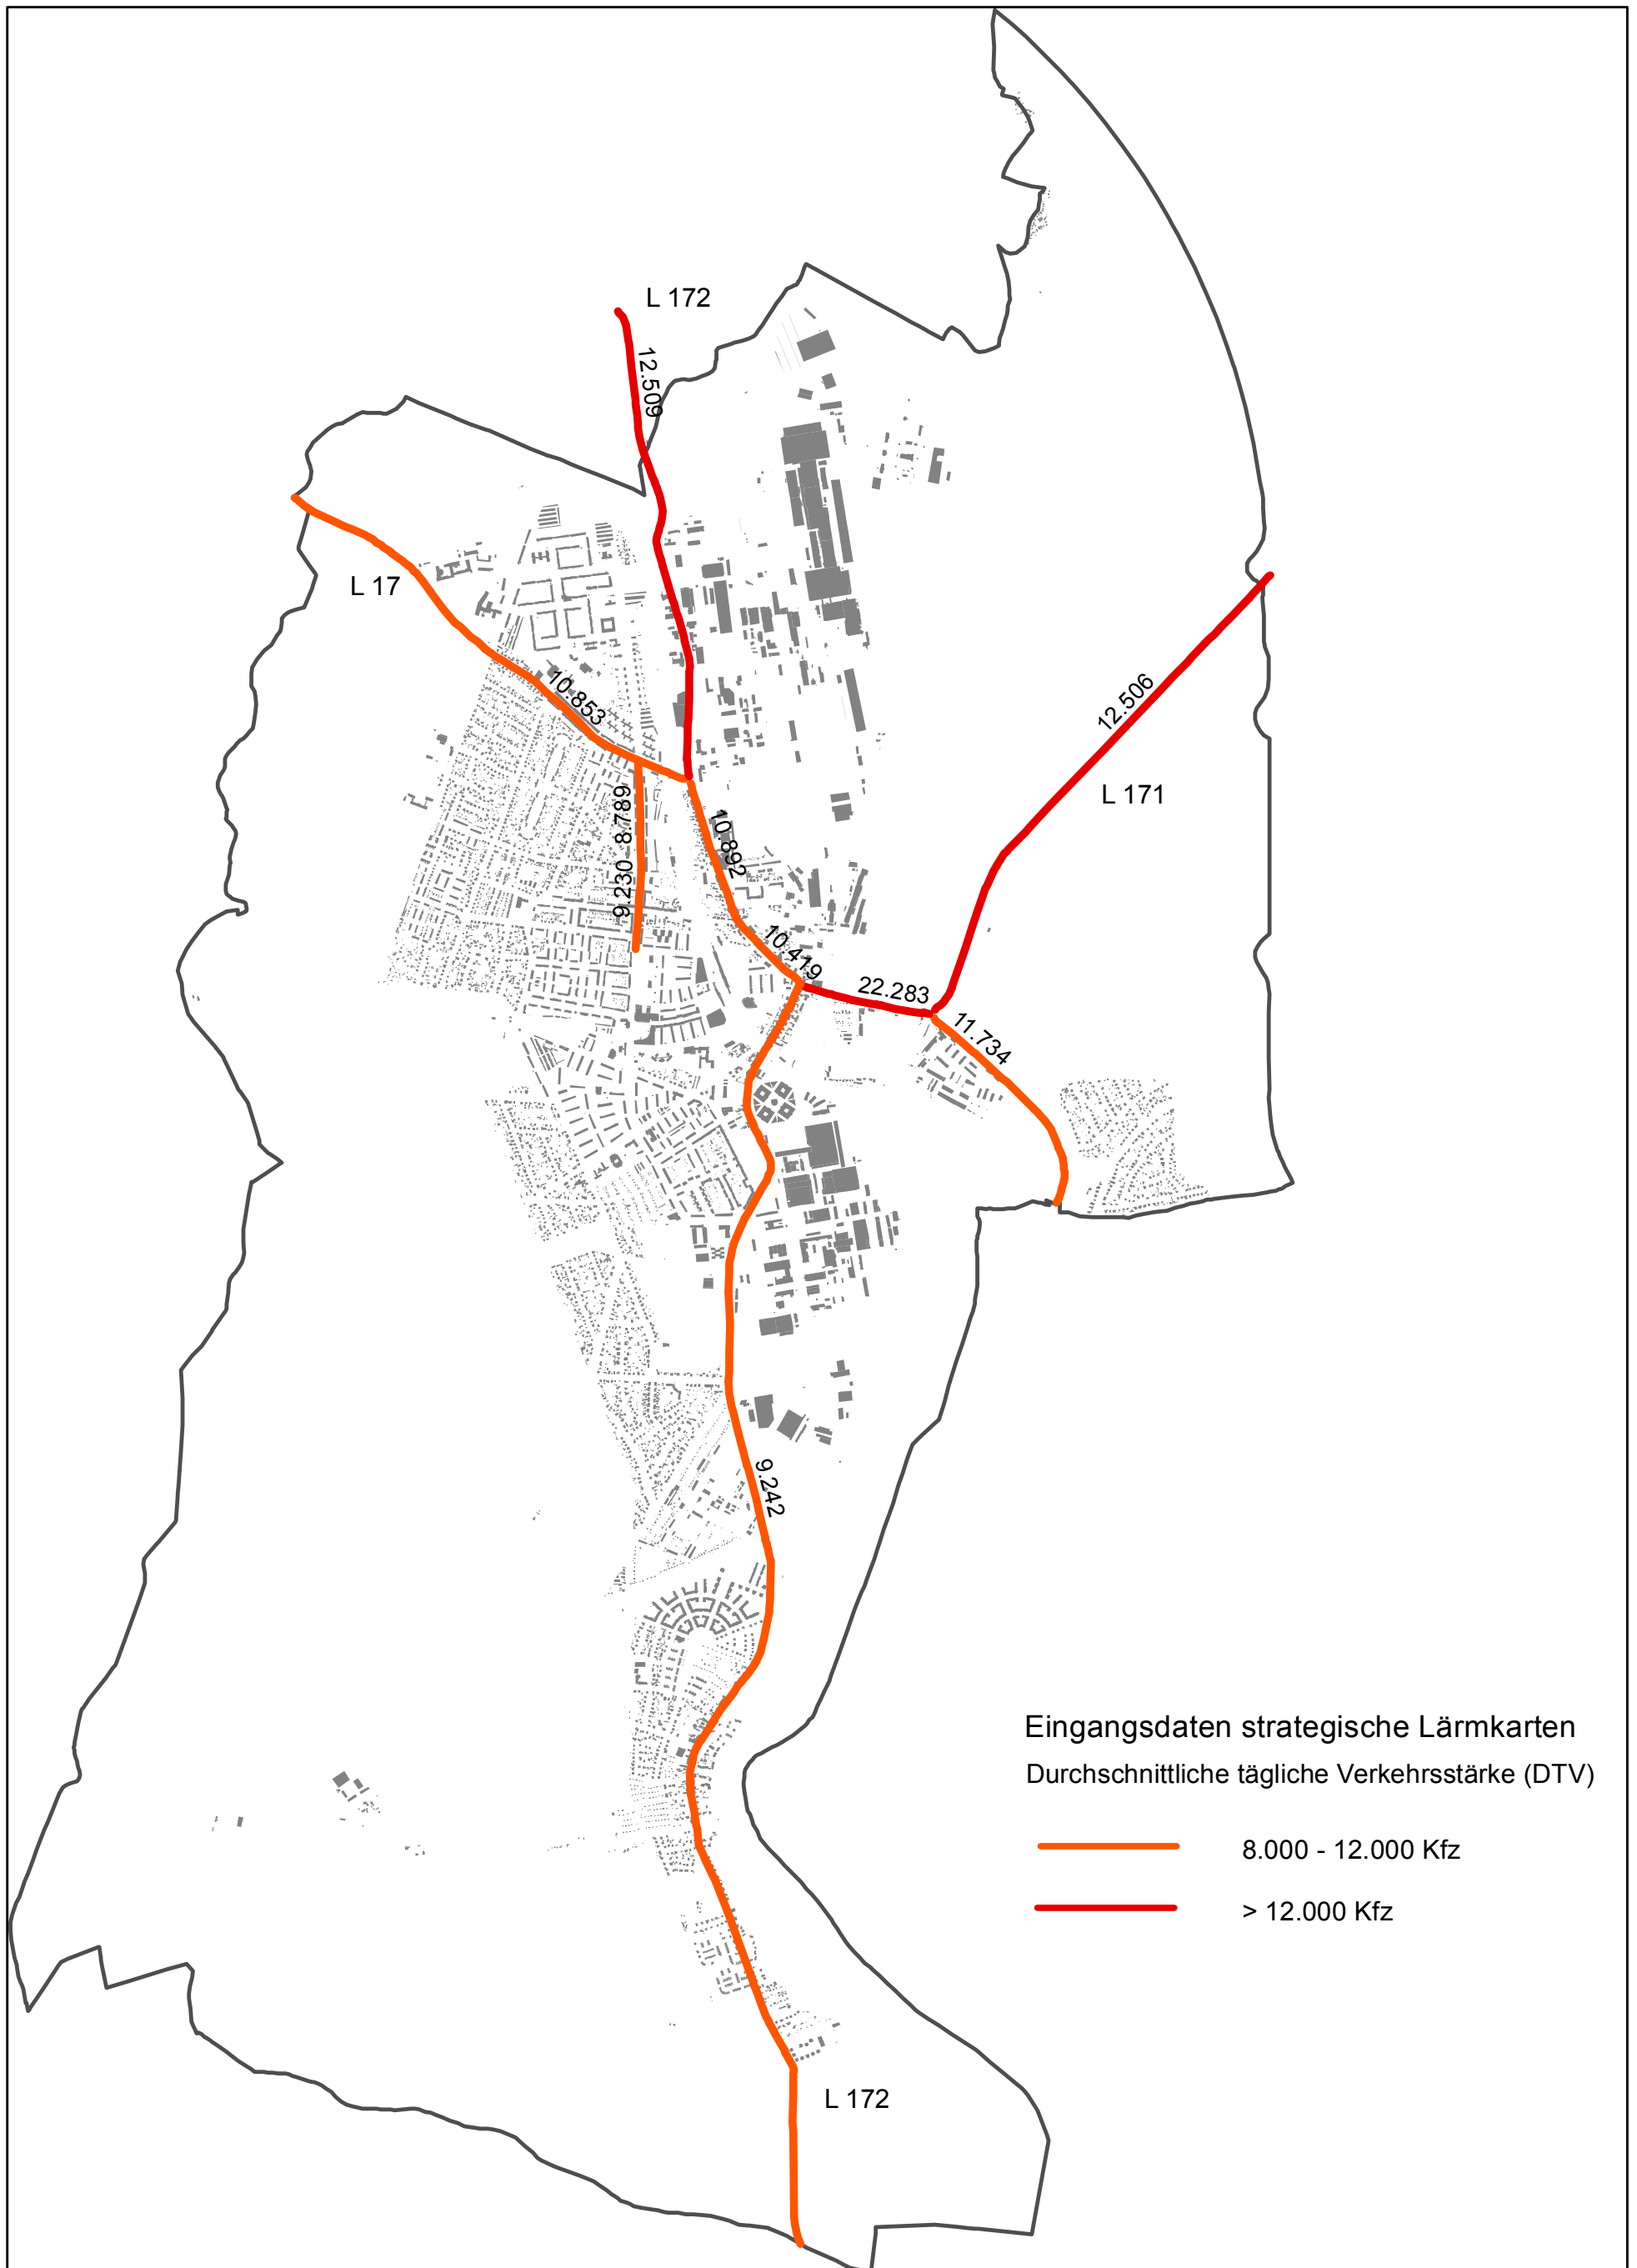 L 172
12.509
L 17
10.853
12.506
L 171
8.789
9.230
10.892
10.419
22.283
11.734
9.242
Eingangsdaten strategische Lärmkarten
Durchschnittliche tägliche Verkehrsstärke (DTV)
8.000 - 12.000 Kfz
> 12.000 Kfz
L 172